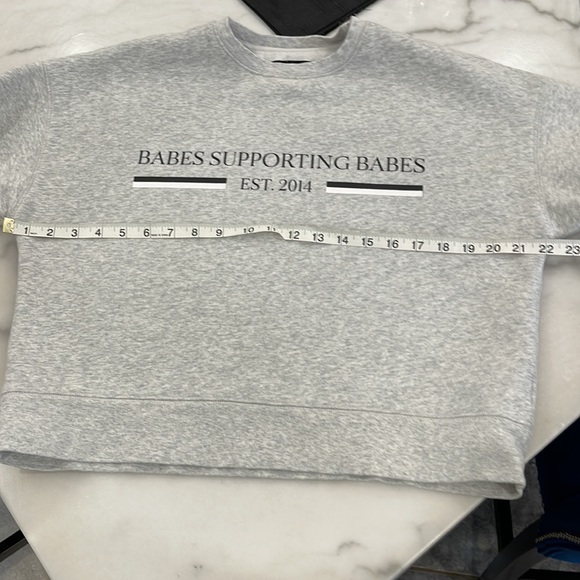 BABES SUPPORTING BABES
EST. 2014
1 2 3 4 5 6 7 8 9 10 11 12 13 14 15 16 17 18 19 20 21 22 23